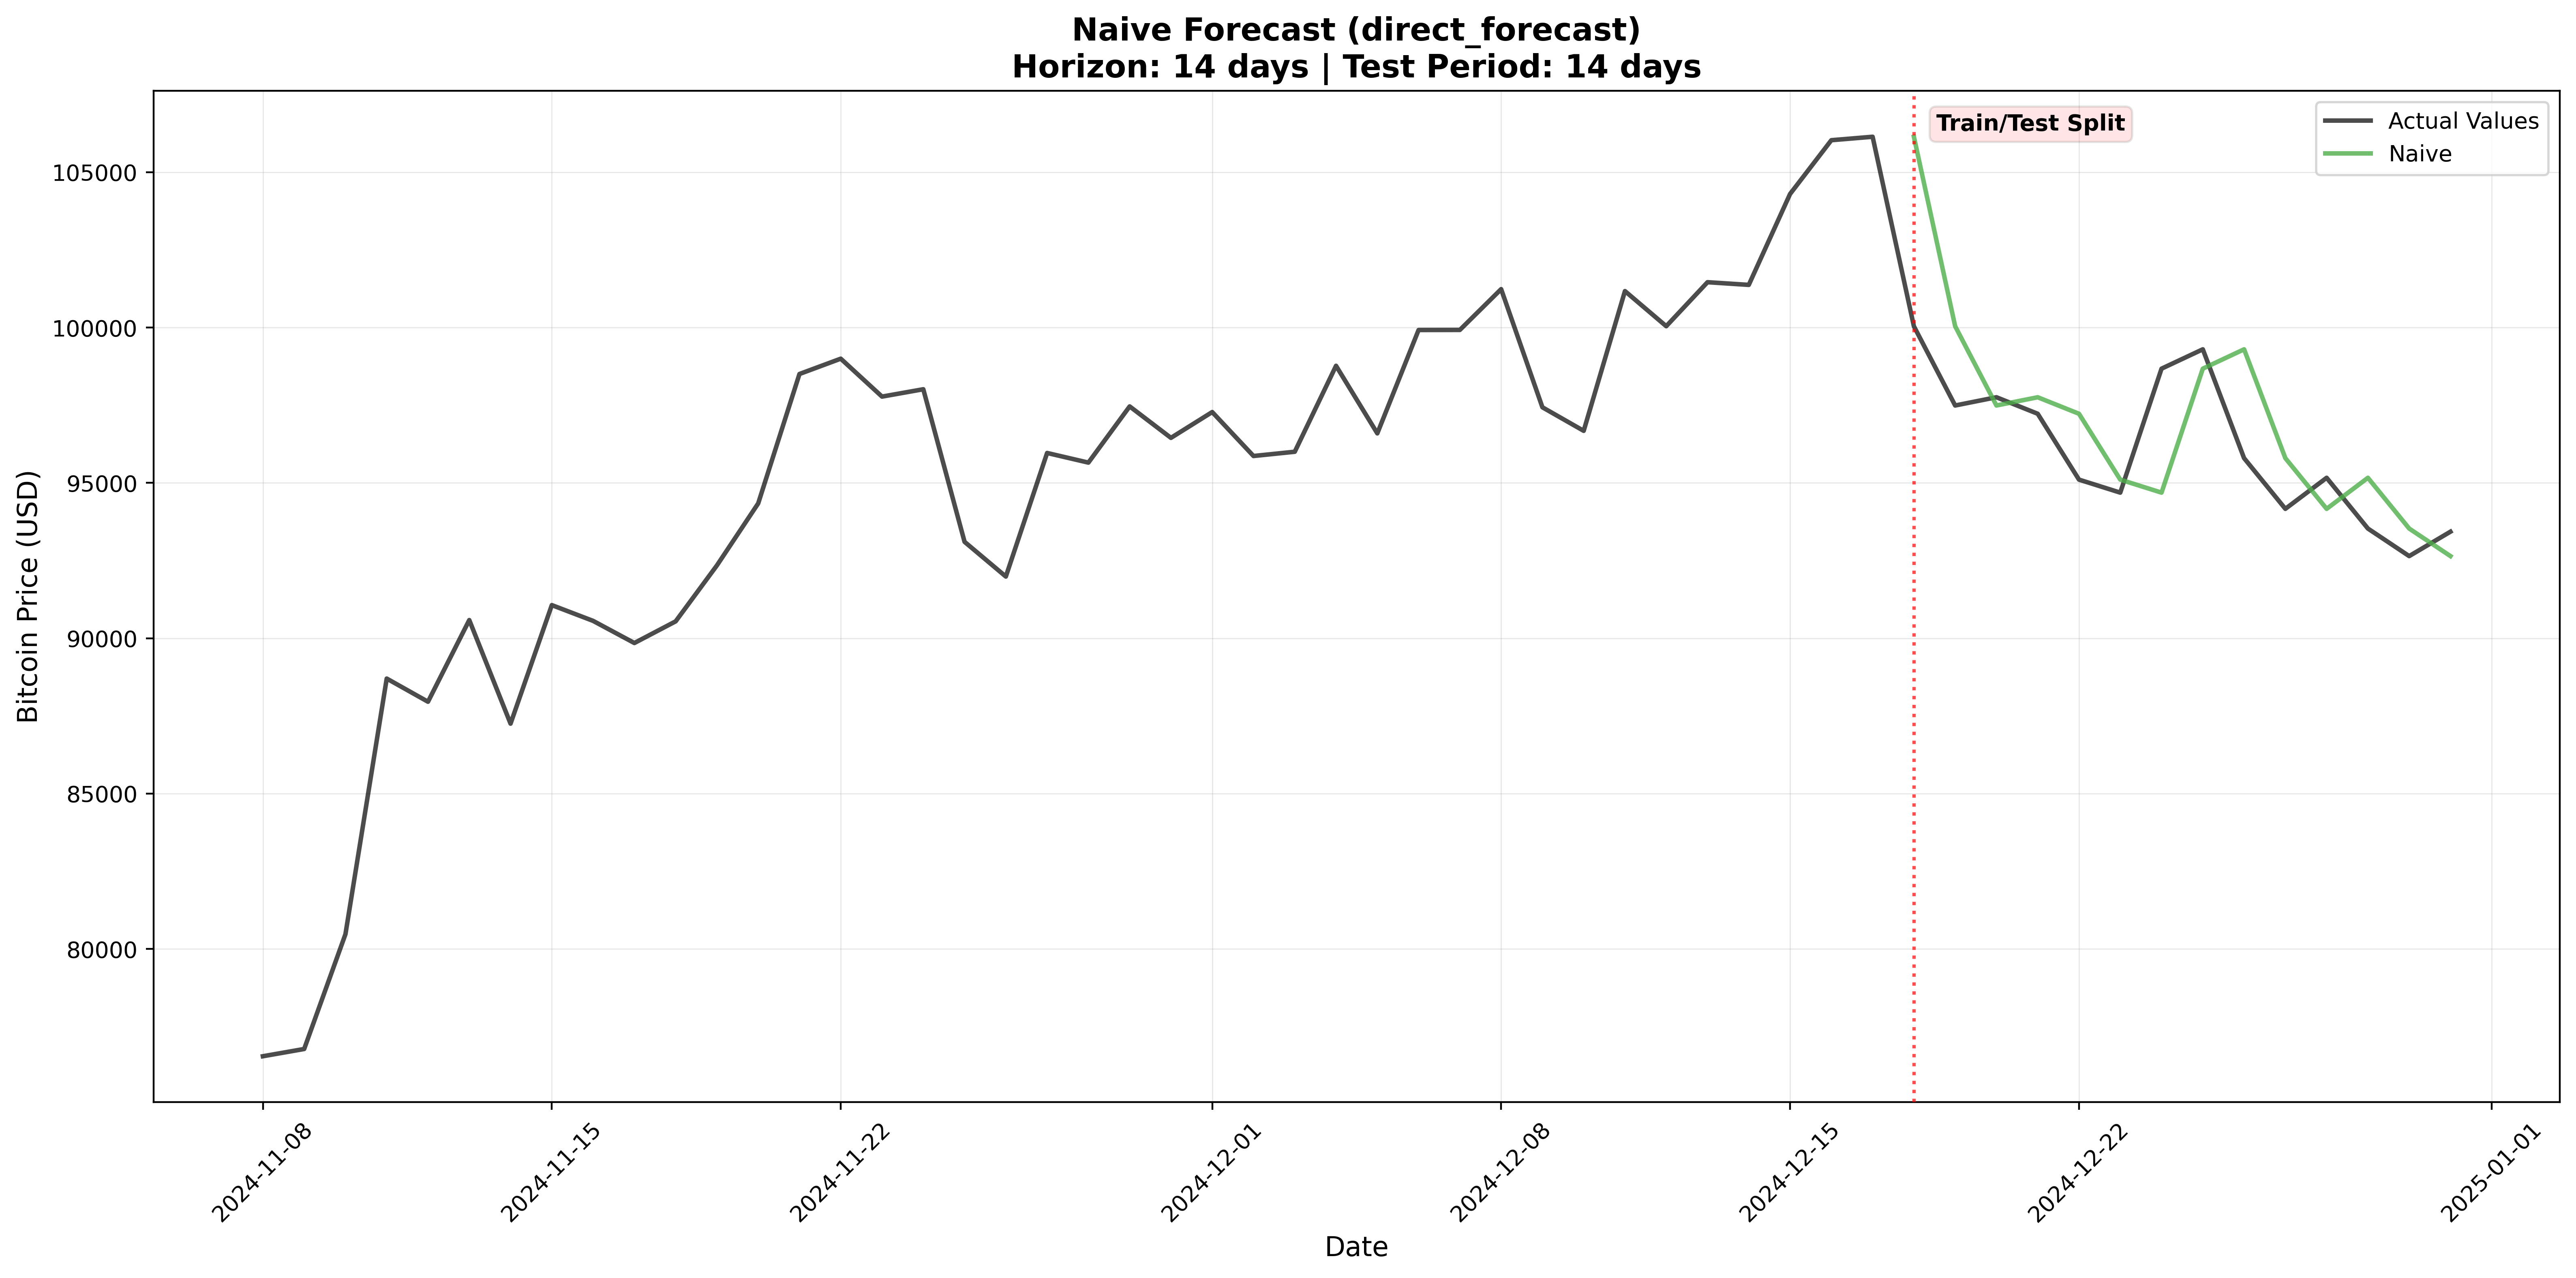 Naive Forecast (direct_forecast)
Horizon: 14 days | Test Period: 14 days
Train/Test Split
Actual Values
Naive
105000
100000
95000
90000
85000
80000
Bitcoin Price (USD)
2024-11-08
2024-11-15
2024-11-22
2024-12-01
2024-12-08
2024-12-15
2024-12-22
2025-01-01
Date